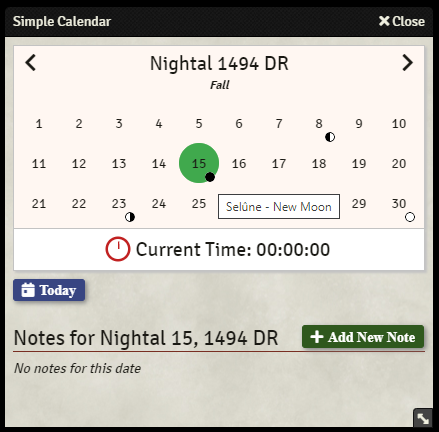 Simple Calendar
Close
Nightal 1494 DR
Fall
1 2 3 4 5 6 7 8 9 10
11 12 13 14 15 16 17 18 19 20
21 22 23 24 25 Selûne - New Moon 29 30
Current Time: 00:00:00
Today
Notes for Nightal 15, 1494 DR
Add New Note
No notes for this date